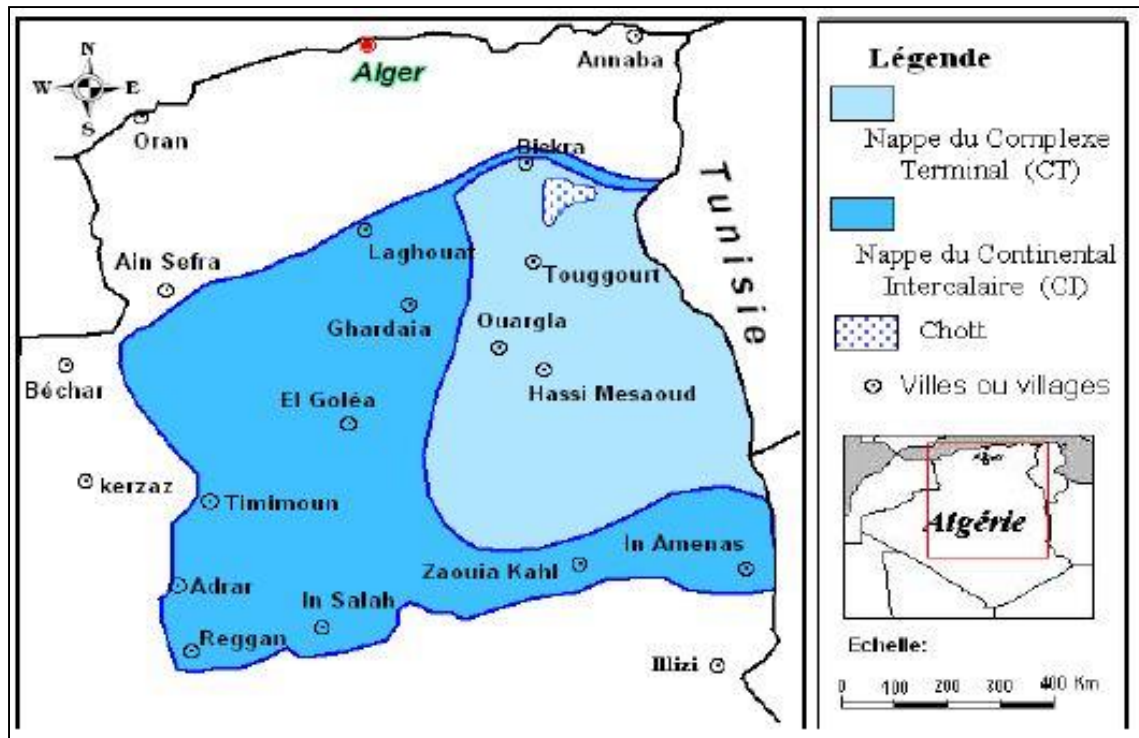 N
W E
S
Alger
Annaba
Oran
Biskra
Tunisie
Laghouat
Ain Sefra
Touggourt
Ghardaia
Ouargla
Béchar
Hassi Mesaoud
El Goléa
kerzaz
Timimoun
In Amenas
Zaouia Kahl
Adrar
In Salah
Reggan
Illizi
Légende
Nappe du Complexe
Terminal (CT)
Nappe du Continental
Intercalaire (CI)
Chott
Villes ou villages
Algérie
Echelle:
0 100 200 300 400 Km